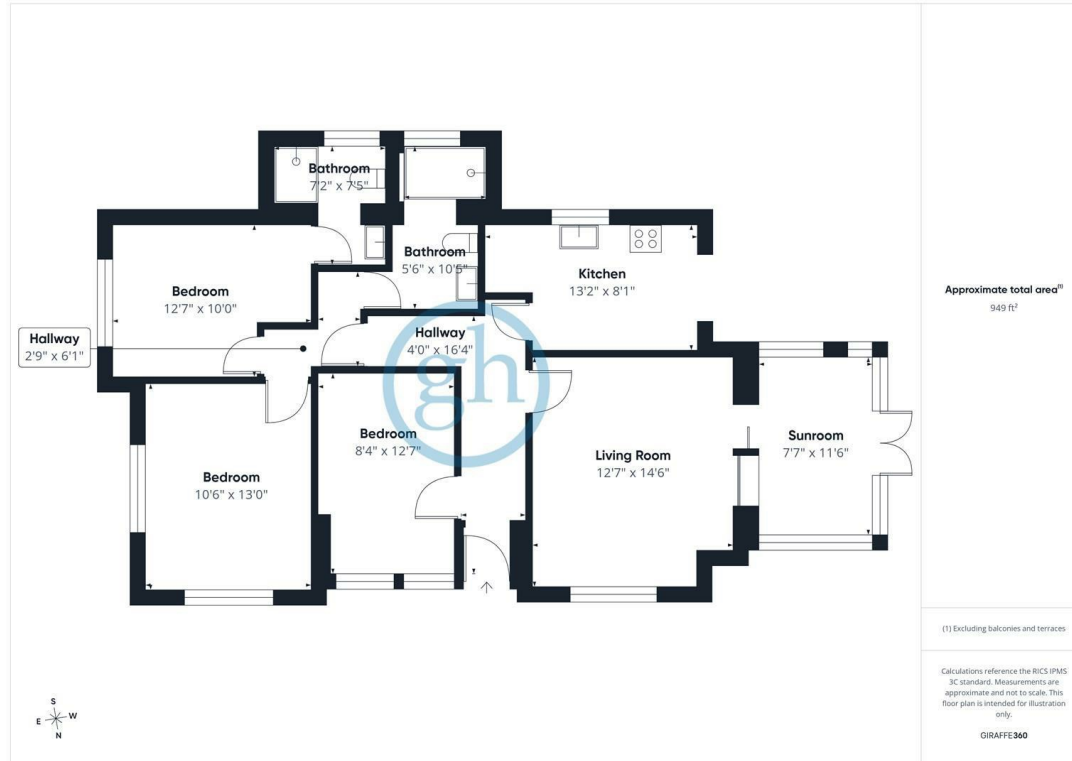 Bathroom
7'2" x 7'5"
Bathroom
5'6" x 10'5"
Kitchen
13'2" x 8'1"
Bedroom
12'7" x 10'0"
Hallway
2'9" x 6'1"
Hallway
4'0" x 16'4"
gh
Bedroom
8'4" x 12'7"
Sunroom
7'7" x 11'6"
Living Room
12'7" x 14'6"
Bedroom
10'6" x 13'0"
S
E
W
N
Approximate total area(1)
949 ft²
(1) Excluding balconies and terraces
Calculations reference the RICS IPMS
3C standard. Measurements are
approximate and not to scale. This
floor plan is intended for illustration
only.
GIRAFFE360